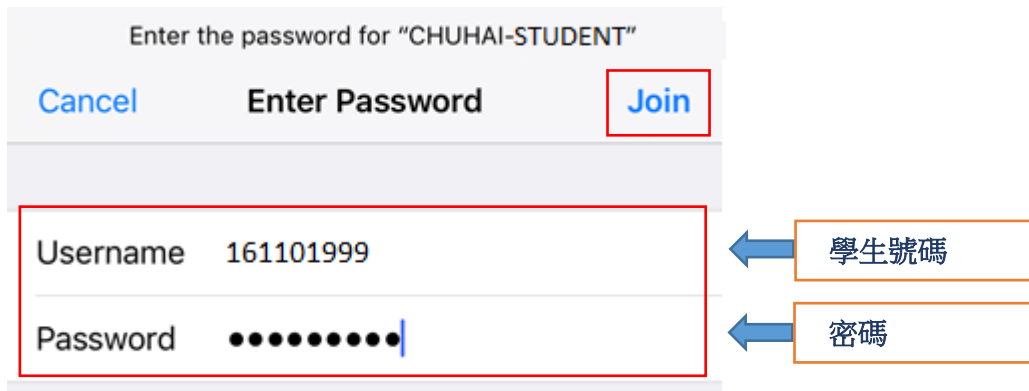 Enter the password for “CHUHAI-STUDENT”
Cancel Enter Password Join
Username 161101999 學生號碼
Password ●●●●●●●●● 密碼